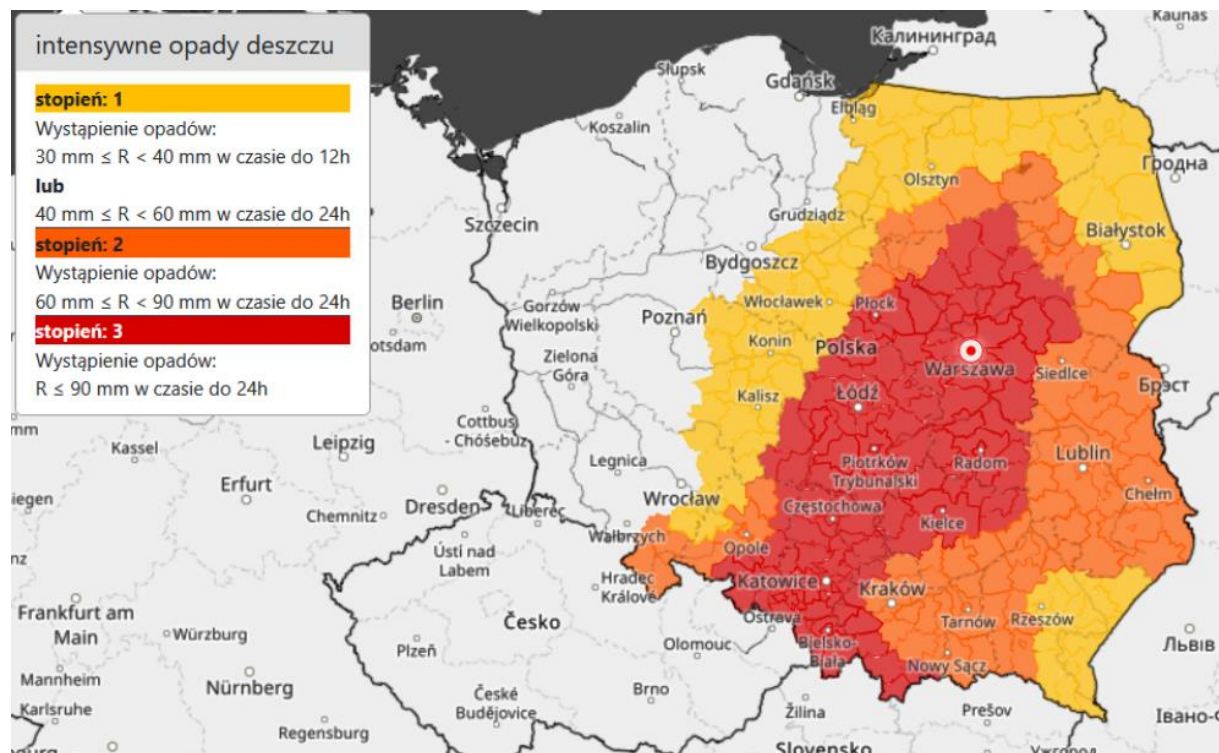 intensywne opady deszczu
stopień: 1
Wystąpienie opadów:
30 mm ≤ R < 40 mm w czasie do 12h
lub
40 mm ≤ R < 60 mm w czasie do 24h
stopień: 2
Wystąpienie opadów:
60 mm ≤ R < 90 mm w czasie do 24h
stopień: 3
Wystąpienie opadów:
R ≤ 90 mm w czasie do 24h
Kaunas
Калининград
Słupsk
Gdańsk
Elbląg
Koszalin
Гродна
Olsztyn
Grudziądz
Szczecin
Białystok
Bydgoszcz
Berlin
Włocławek
Płock
Gorzów
Wielkopolski
Poznań
otsdam
Konin
Polska
Warszawa
Zielona
Góra
Siedlce
Брэст
Kalisz
Łódź
Cottbus
- Chóśebuz
mm
Kassel
Leipzig
Legnica
Piotrków
Trybunalski
Radom
Lublin
iegen
Erfurt
Wrocław
Chełm
Chemnitz
Dresden
Liberec
Częstochowa
Kielce
Wałbrzych
Opole
nz
Ústí nad
Labem
Hradec
Králové
Katowice
Kraków
Frankfurt am
Main
Würzburg
Česko
Ostrava
Tarnów
Rzeszów
Львів
Plzeň
Olomouc
Bielsko-
Biała
Nowy Sącz
Mannheim
Nürnberg
Karlsruhe
České
Budějovice
Brno
Žilina
Prešov
Івано-
Regensburg
Slovensko